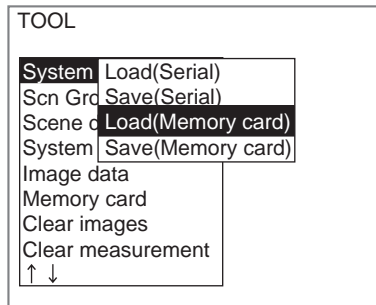 TOOL
System
Load(Serial)
Scn Gro
Save(Serial)
Scene
Load(Memory card)
System
Save(Memory card)
Image data
Memory card
Clear images
Clear measurement
↑ ↓